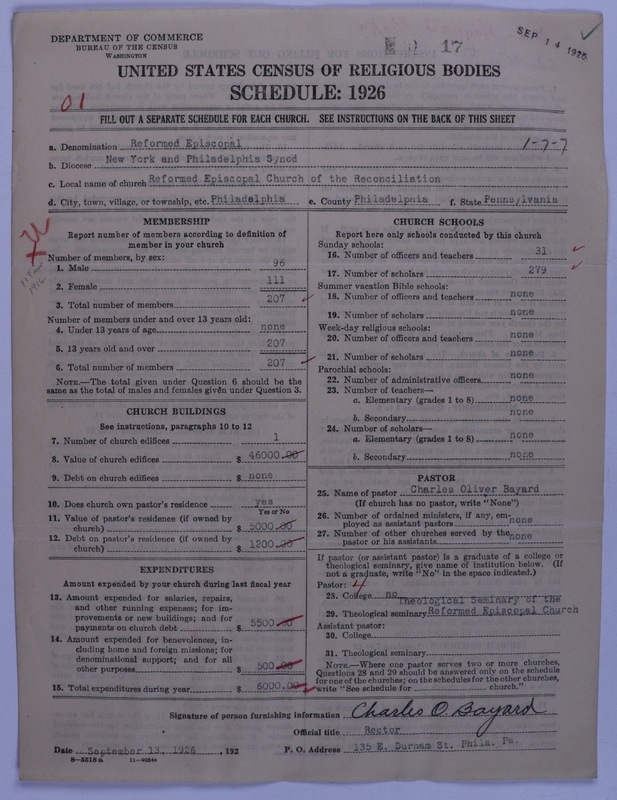 DEPARTMENT OF COMMERCE
BUREAU OF THE CENSUS
WASHINGTON
17
SEP 14 1926
UNITED STATES CENSUS OF RELIGIOUS BODIES
SCHEDULE: 1926
01
FILL OUT A SEPARATE SCHEDULE FOR EACH CHURCH. SEE INSTRUCTIONS ON THE BACK OF THIS SHEET
a. Denomination Reformed Episcopal 1-7-7
b. Diocese New York and Philadelphia Synod
c. Local name of church Reformed Episcopal Church of the Reconciliation
d. City, town, village, or township, etc. Philadelphia e. County Philadelphia f. State Pennsylvania
MEMBERSHIP
Report number of members according to definition of
member in your church
Number of members, by sex:
1. Male 96
2. Female 111
3. Total number of members 207
Number of members under and over 13 years old:
4. Under 13 years of age none
5. 13 years old and over 207
6. Total number of members 207
NOTE.—The total given under Question 6 should be the
same as the total of males and females given under Question 3.
CHURCH BUILDINGS
See instructions, paragraphs 10 to 12
7. Number of church edifices 1
8. Value of church edifices $ 46000.00
9. Debt on church edifices $ none
10. Does church own pastor's residence yes
Yes or No
11. Value of pastor's residence (if owned by
church) $ 5000.00
12. Debt on pastor's residence (if owned by
church) $ 1200.00
EXPENDITURES
Amount expended by your church during last fiscal year
13. Amount expended for salaries, repairs,
and other running expenses; for im-
provements or new buildings; and for
payments on church debt $ 5500.00
14. Amount expended for benevolences, in-
cluding home and foreign missions; for
denominational support; and for all
other purposes $ 500.00
15. Total expenditures during year $ 6000.00
CHURCH SCHOOLS
Report here only schools conducted by this church
Sunday schools:
16. Number of officers and teachers 31
17. Number of scholars 279
Summer vacation Bible schools:
18. Number of officers and teachers none
19. Number of scholars none
Week-day religious schools:
20. Number of officers and teachers none
21. Number of scholars none
Parochial schools:
22. Number of administrative officers none
23. Number of teachers—
a. Elementary (grades 1 to 8) none
b. Secondary none
24. Number of scholars—
a. Elementary (grades 1 to 8) none
b. Secondary none
PASTOR
25. Name of pastor Charles Oliver Bayard
(If church has no pastor, write "None")
26. Number of ordained ministers, if any, em-
ployed as assistant pastors none
27. Number of other churches served by the
pastor or his assistants none
If pastor (or assistant pastor) is a graduate of a college or
theological seminary, give name of institution below. (If
not a graduate, write "No" in the space indicated.)
Pastor: 4
28. College no
Theological Seminary of the
29. Theological seminary Reformed Episcopal Church
Assistant pastor:
30. College
31. Theological seminary
NOTE.—Where one pastor serves two or more churches,
Questions 28 and 29 should be answered only on the schedule
for one of the churches; on the schedules for the other churches,
write "See schedule for church."
Signature of person furnishing information Charles O. Bayard
Official title Rector
Date September 13, 1926, 192 P. O. Address 135 E. Durham St. Phila. Pa.
8-5518 a